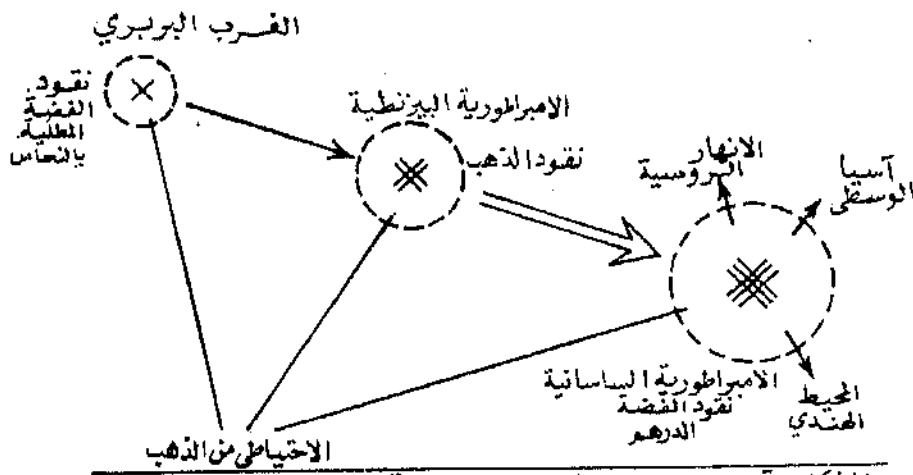 الغرب البربري
نقود
الفضة
المطلية
بالنحاس
الامبراطورية البيزنطية
نقود الذهب
الانهار
الروسية
آسيا
الوسطى
الامبراطورية الساسانية
نقود الفضة
الدرهم
المحيط
الهندي
الاحتياطي من الذهب